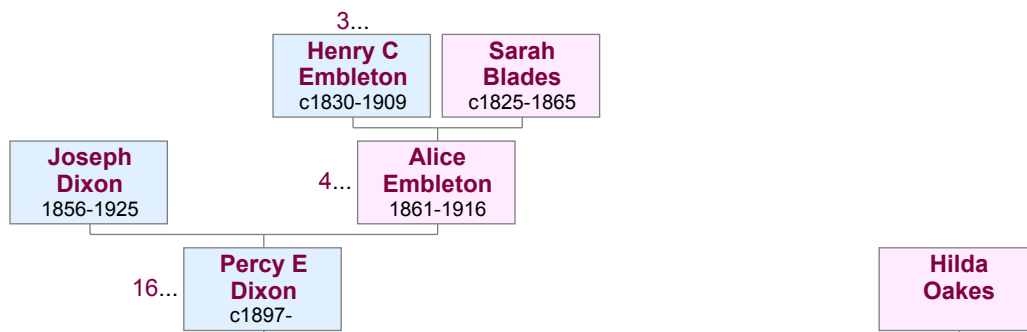 3...
Henry C
Embleton
c1830-1909
Sarah
Blades
c1825-1865
Joseph
Dixon
1856-1925
4...
Alice
Embleton
1861-1916
16...
Percy E
Dixon
c1897-
Hilda
Oakes